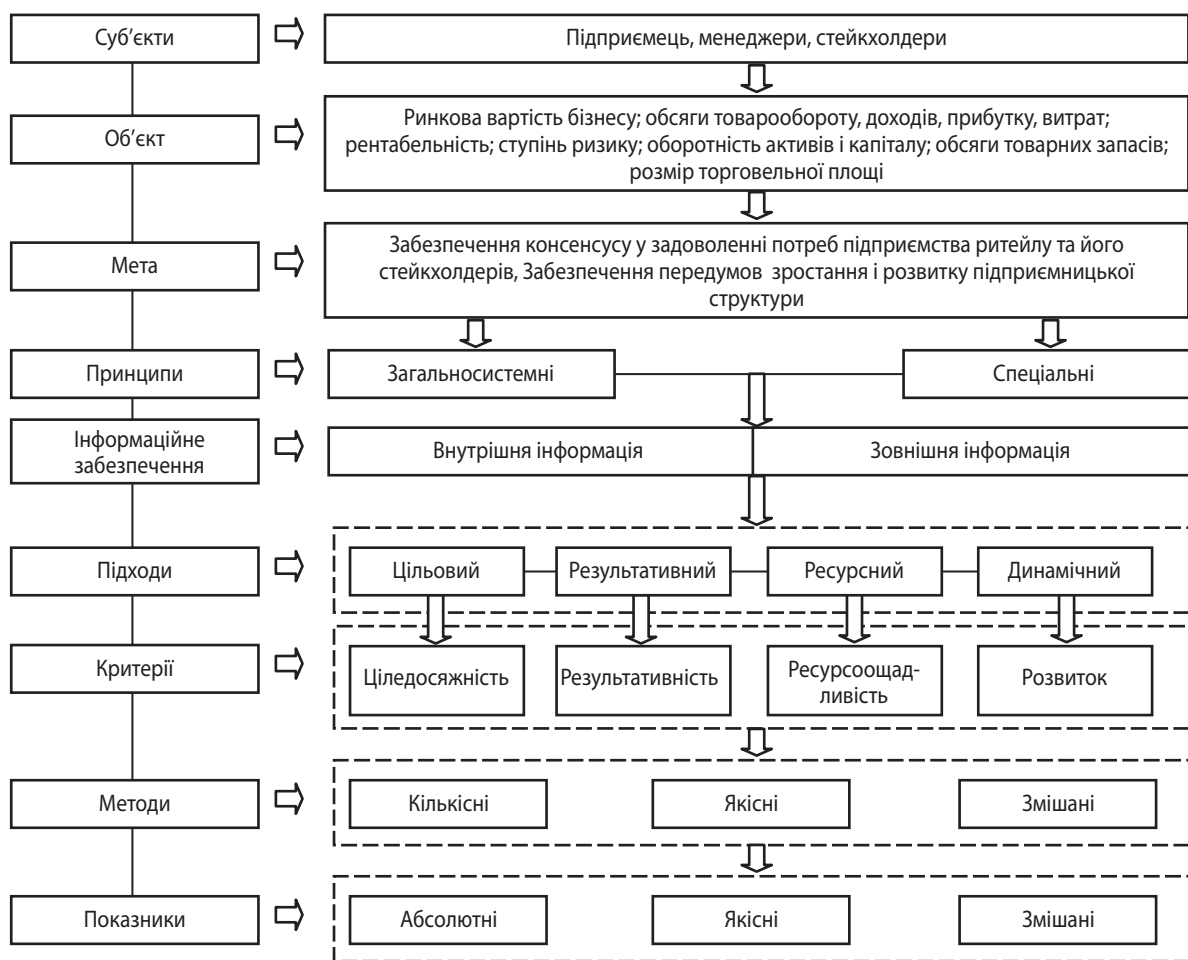 Суб’єкти
Підприємець, менеджери, стейкхолдери
Об’єкт
Ринкова вартість бізнесу; обсяги товарообороту, доходів, прибутку, витрат;
рентабельність; ступінь ризику; оборотність активів і капіталу; обсяги товарних запасів;
розмір торговельної площі
Мета
Забезпечення консенсусу у задоволенні потреб підприємства ритейлу та його
стейкхолдерів, Забезпечення передумов зростання і розвитку підприємницької
структури
Принципи
Загальносистемні
Спеціальні
Інформаційне
забезпечення
Внутрішня інформація
Зовнішня інформація
Підходи
Цільовий
Результативний
Ресурсний
Динамічний
Критерії
Ціледосяжність
Результативність
Ресурсоощад-
ливість
Розвиток
Методи
Кількісні
Якісні
Змішані
Показники
Абсолютні
Якісні
Змішані